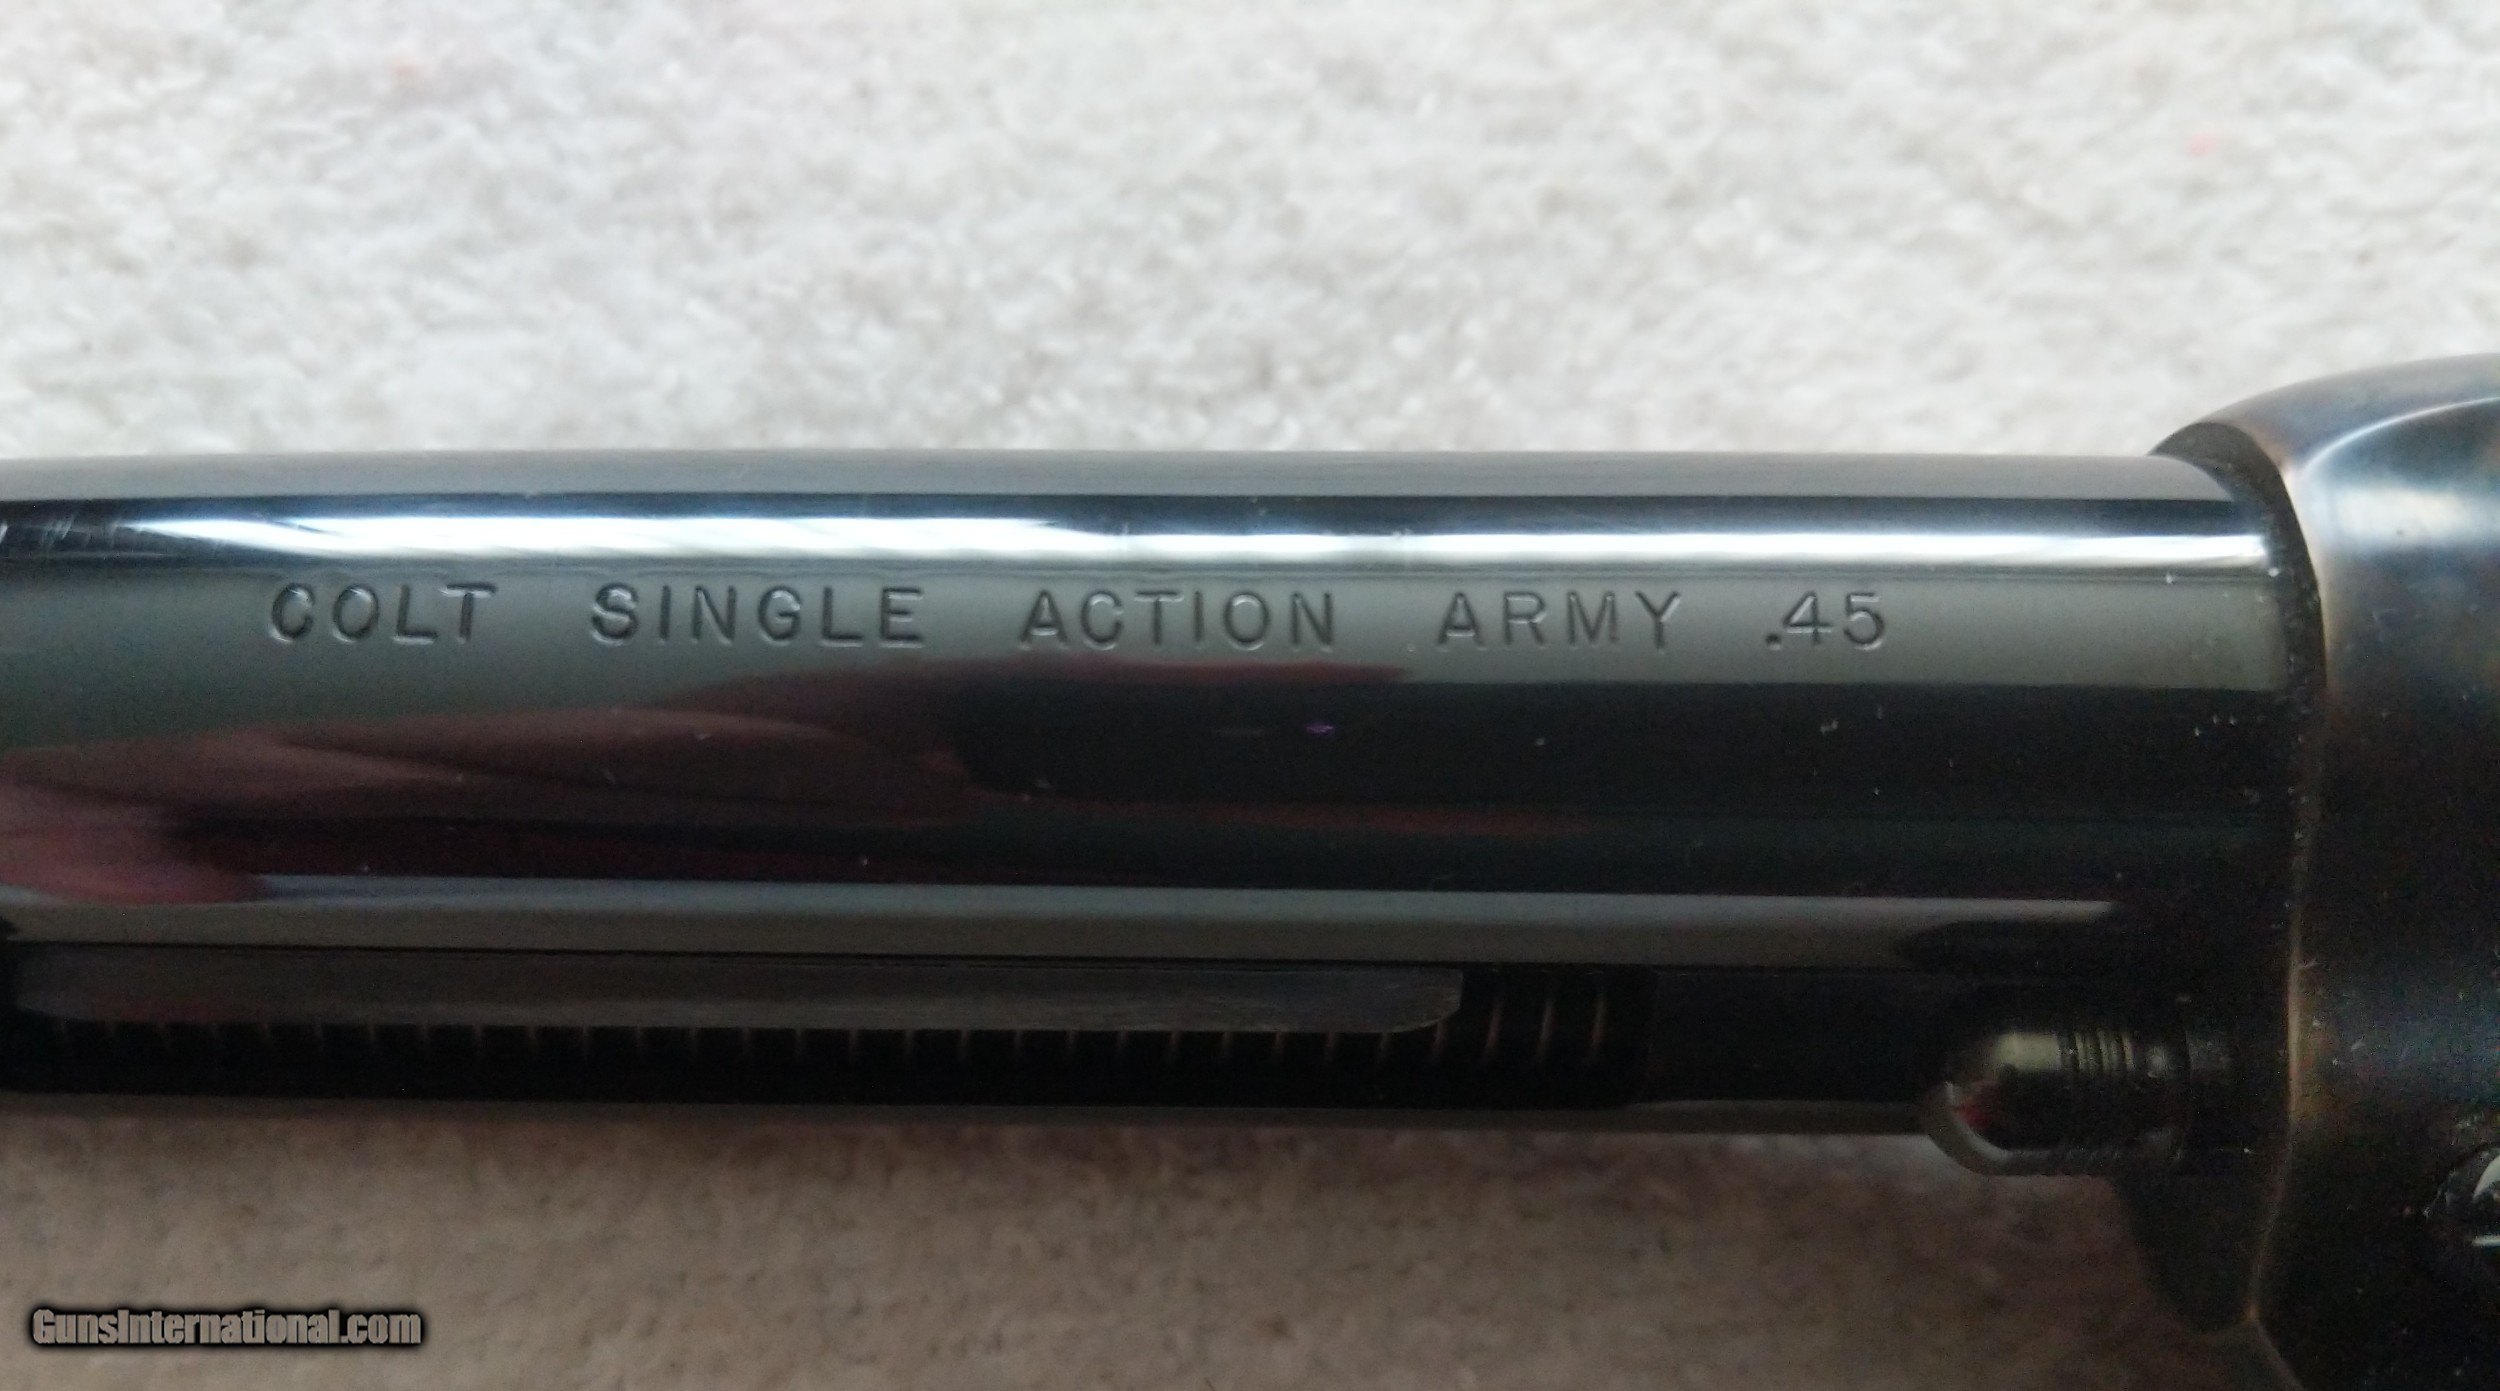 COLT SINGLE ACTION ARMY .45
GunsInternational.com